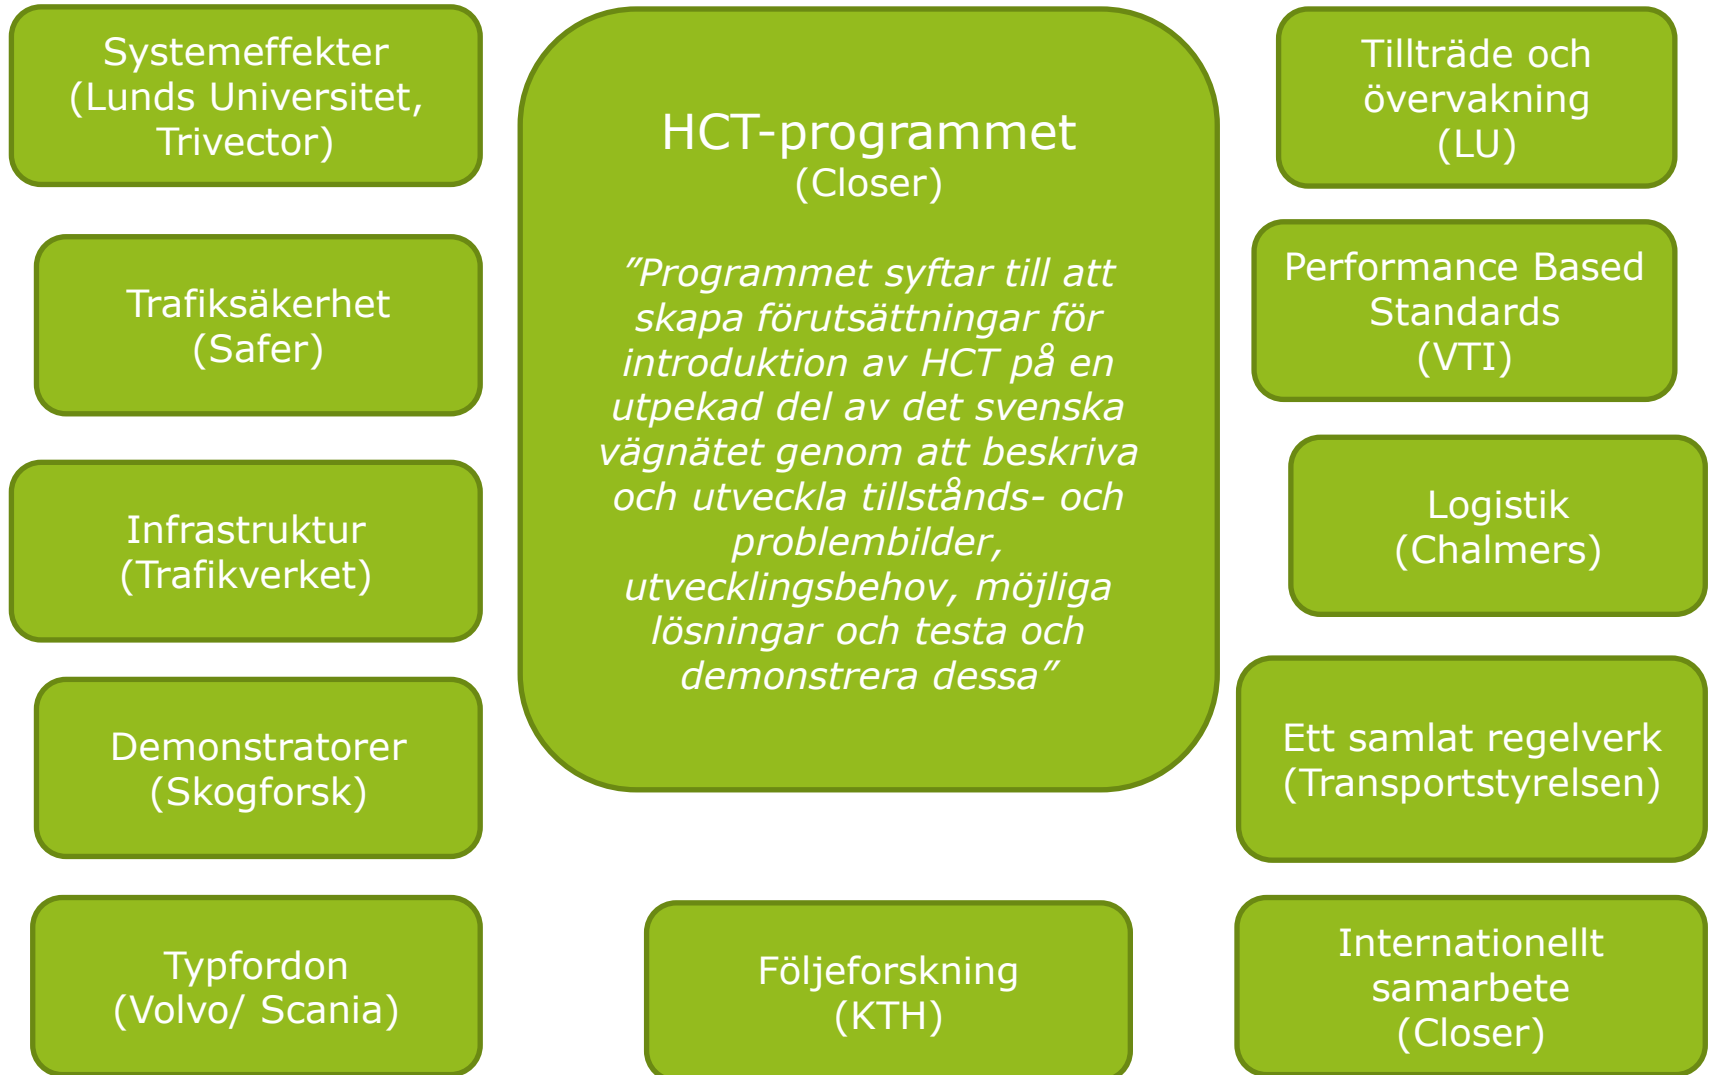 Systemeffekter
(Lunds Universitet,
Trivector)
Trafiksäkerhet
(Safer)
Infrastruktur
(Trafikverket)
Demonstratorer
(Skogforsk)
Typfordon
(Volvo/ Scania)
HCT-programmet
(Closer)
"Programmet syftar till att
skapa förutsättningar för
introduktion av HCT på en
utpekad del av det svenska
vägnätet genom att beskriva
och utveckla tillstånds- och
problembilder,
utvecklingsbehov, möjliga
lösningar och testa och
demonstrera dessa"
Följeforskning
(KTH)
Tillträde och
övervakning
(LU)
Performance Based
Standards
(VTI)
Logistik
(Chalmers)
Ett samlat regelverk
(Transportstyrelsen)
Internationellt
samarbete
(Closer)